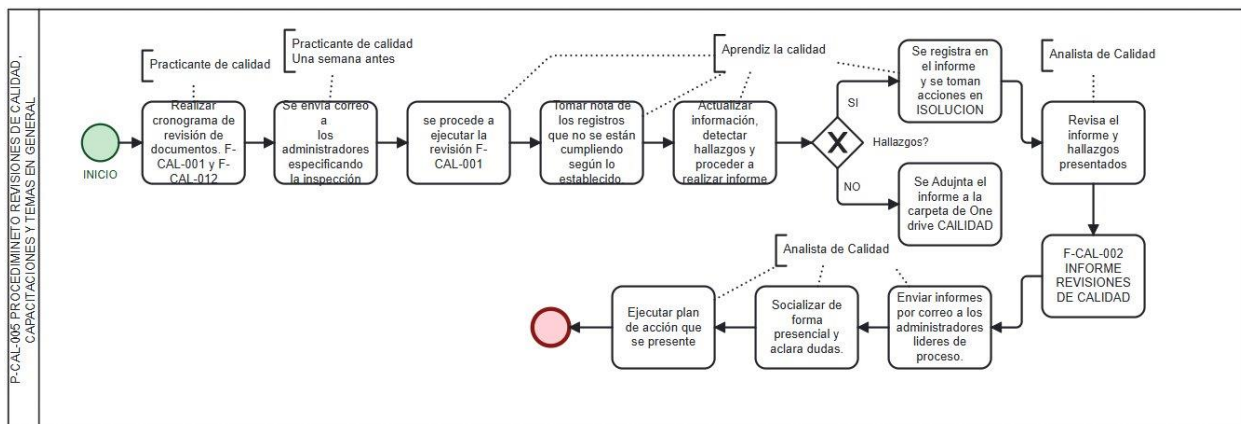 P-CAL-005 PROCEDIMINETO REVISIONES DE CALIDAD,
CAPACITACIONES Y TEMAS EN GENERAL
INICIO
Practicante de calidad
Realizar
cronograma de
revisión de
documentos. F-
CAL-001 y F-
CAL-012
Practicante de calidad
Una semana antes
Se envía correo
a
los
administradores
especificando
la inspección
se procede a
ejecutar la
revisión F-
CAL-001
Aprendiz la calidad
Tomar nota de
los registros
que no se están
cumpliendo
según lo
establecido.
Actualizar
información,
detectar
hallazgos y
proceder a
realizar informe
Hallazgos?
SI
Se registra en
el informe
y se toman
acciones en
ISOLUCION
NO
Se Adujnta el
informe a la
carpeta de One
drive CAILIDAD
Analista de Calidad
Revisa el
informe y
hallazgos
presentados
F-CAL-002
INFORME
REVISIONES
DE CALIDAD
Analista de Calidad
Enviar informes
por correo a los
administradores
lideres de
proceso.
Socializar de
forma
presencial y
aclara dudas.
Ejecutar plan
de acción que
se presente